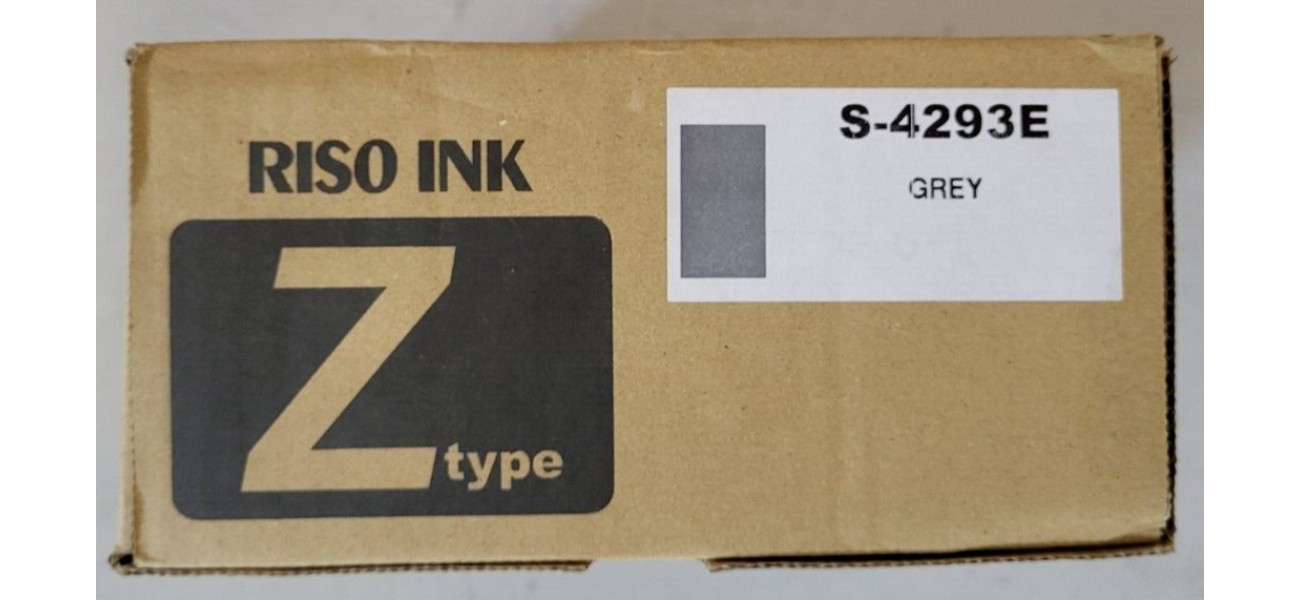 RISO INK
Z type
S-4293E
GREY